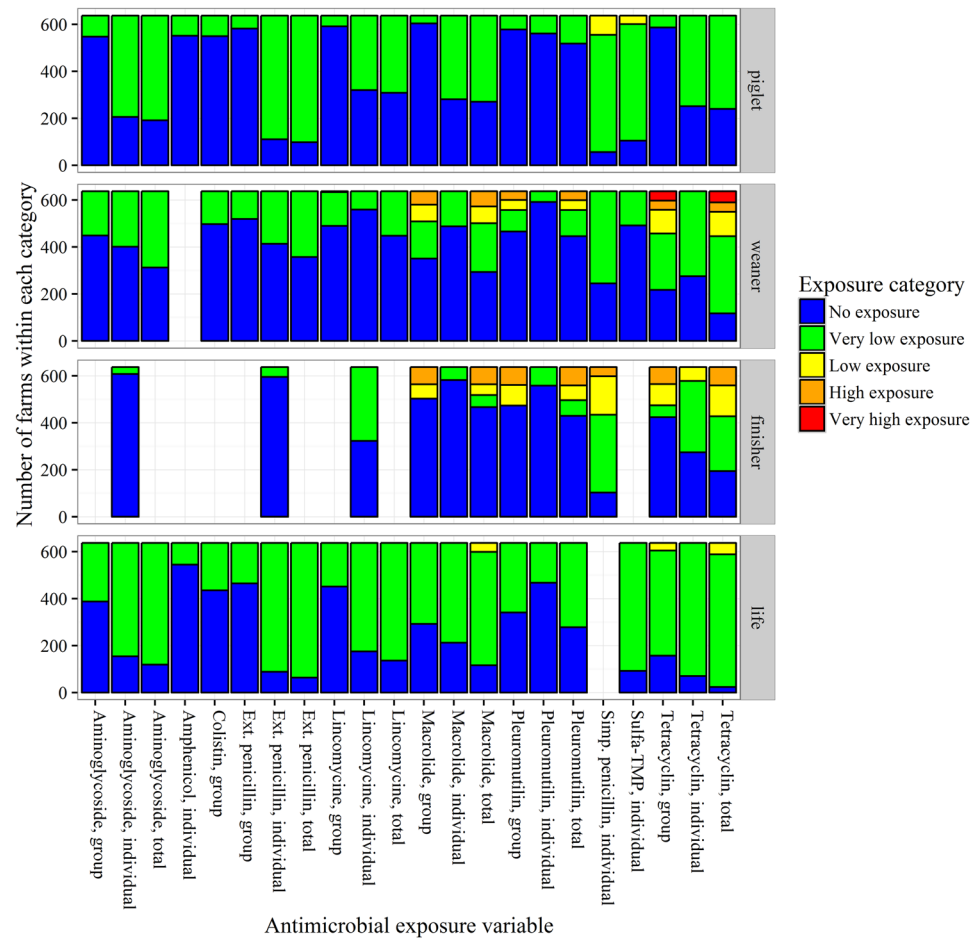 Number of farms within each category
600
400
200
0
piglet
600
400
200
0
weaner
600
400
200
0
finisher
600
400
200
0
life
Aminoglycoside, group
Aminoglycoside, individual
Aminoglycoside, total
Amphenicol, individual
Colistin, group
Ext. penicillin, group
Ext. penicillin, individual
Ext. penicillin, total
Lincomycine, group
Lincomycine, individual
Lincomycine, total
Macrolide, group
Macrolide, individual
Macrolide, total
Pleuromutilin, group
Pleuromutilin, individual
Pleuromutilin, total
Simp. penicillin, individual
Sulfa-TMP, individual
Tetracyclin, group
Tetracyclin, individual
Tetracyclin, total
Antimicrobial exposure variable
Exposure category
No exposure
Very low exposure
Low exposure
High exposure
Very high exposure